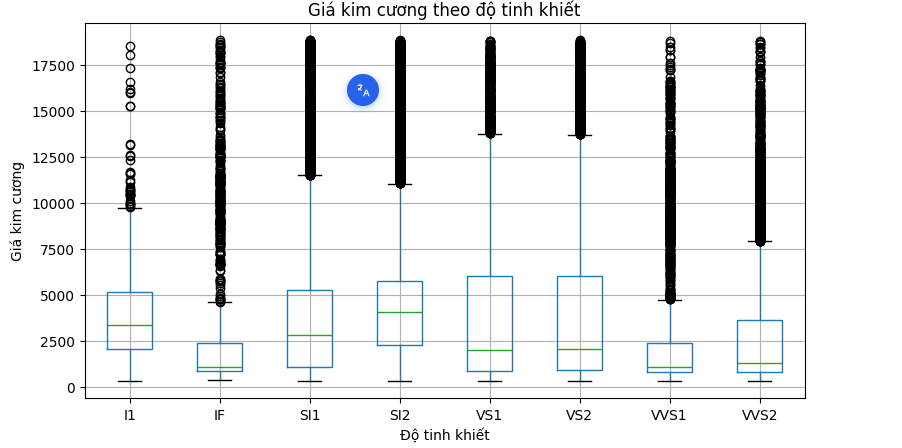 Giá kim cương theo độ tinh khiết
Giá kim cương
17500
15000
12500
10000
7500
5000
2500
0
I1 IF SI1 SI2 VS1 VS2 VVS1 VVS2
Độ tinh khiết